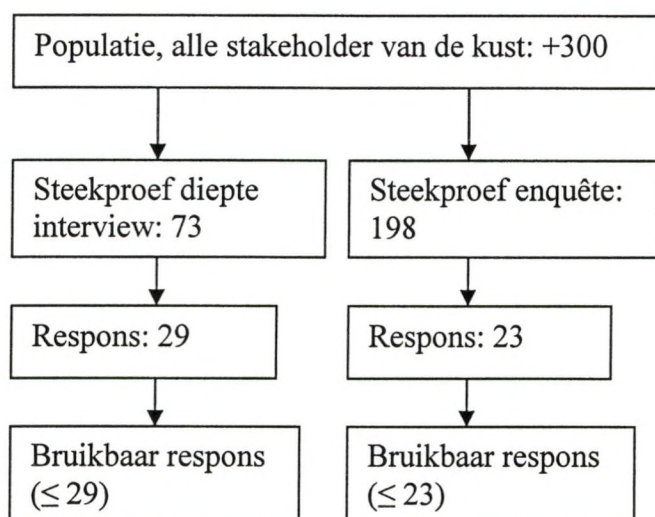 Populatie, alle stakeholder van de kust: +300
Steekproef diepte
interview: 73
Steekproef enquête:
198
Respons: 29
Respons: 23
Bruikbaar respons
(≤ 29)
Bruikbaar respons
(≤ 23)